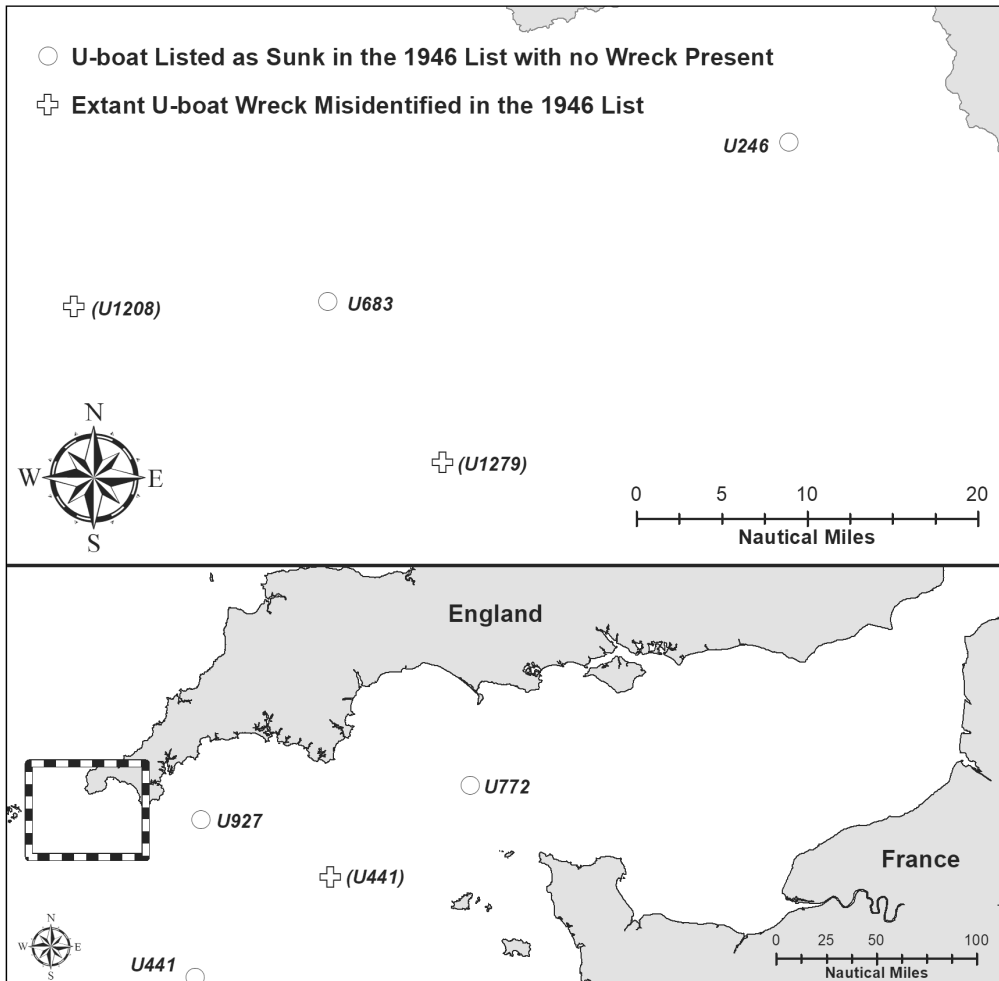 U-boat Listed as Sunk in the 1946 List with no Wreck Present
Extant U-boat Wreck Misidentified in the 1946 List
U246
(U1208)
U683
N
W E
S
(U1279)
0 5 10 20
Nautical Miles
England
U772
U927
(U441)
France
N
W E
S
U441
0 25 50 100
Nautical Miles